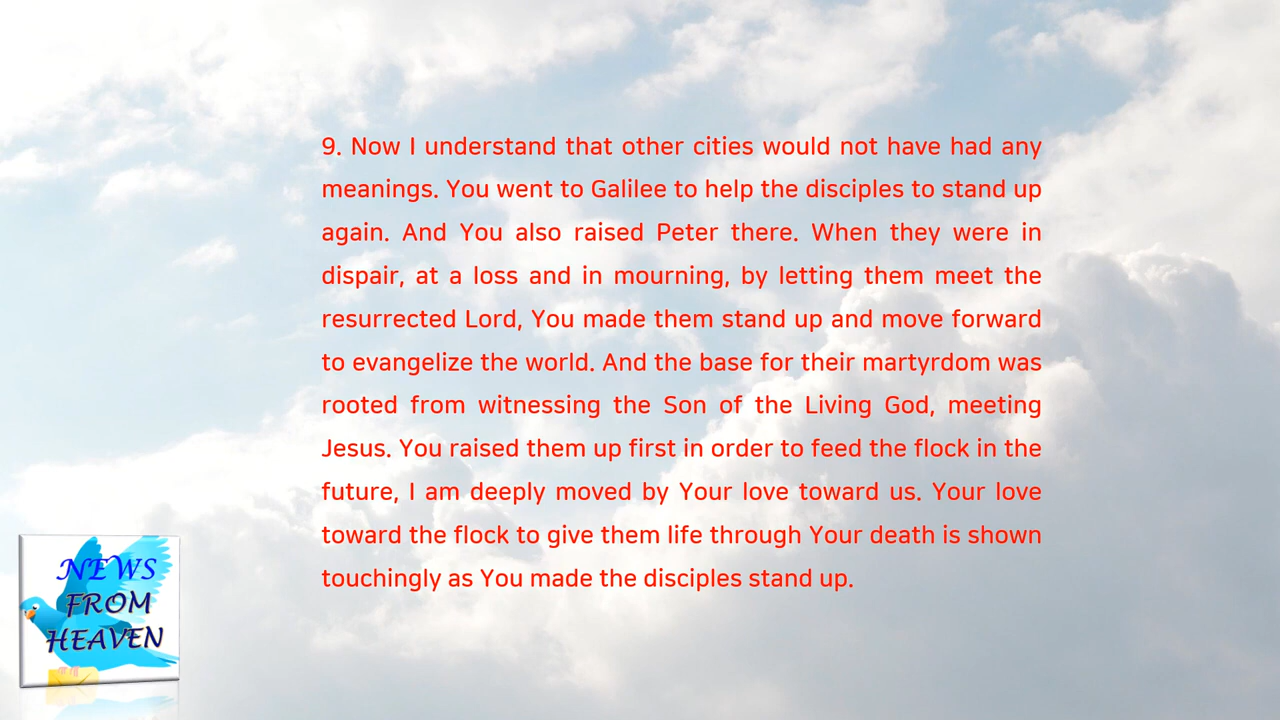 9. Now I understand that other cities would not have had any
meanings. You went to Galilee to help the disciples to stand up
again. And You also raised Peter there. When they were in
dispair, at a loss and in mourning, by letting them meet the
resurrected Lord, You made them stand up and move forward
to evangelize the world. And the base for their martyrdom was
rooted from witnessing the Son of the Living God, meeting
Jesus. You raised them up first in order to feed the flock in the
future, I am deeply moved by Your love toward us. Your love
toward the flock to give them life through Your death is shown
touchingly as You made the disciples stand up.
NEWS
FROM
HEAVEN